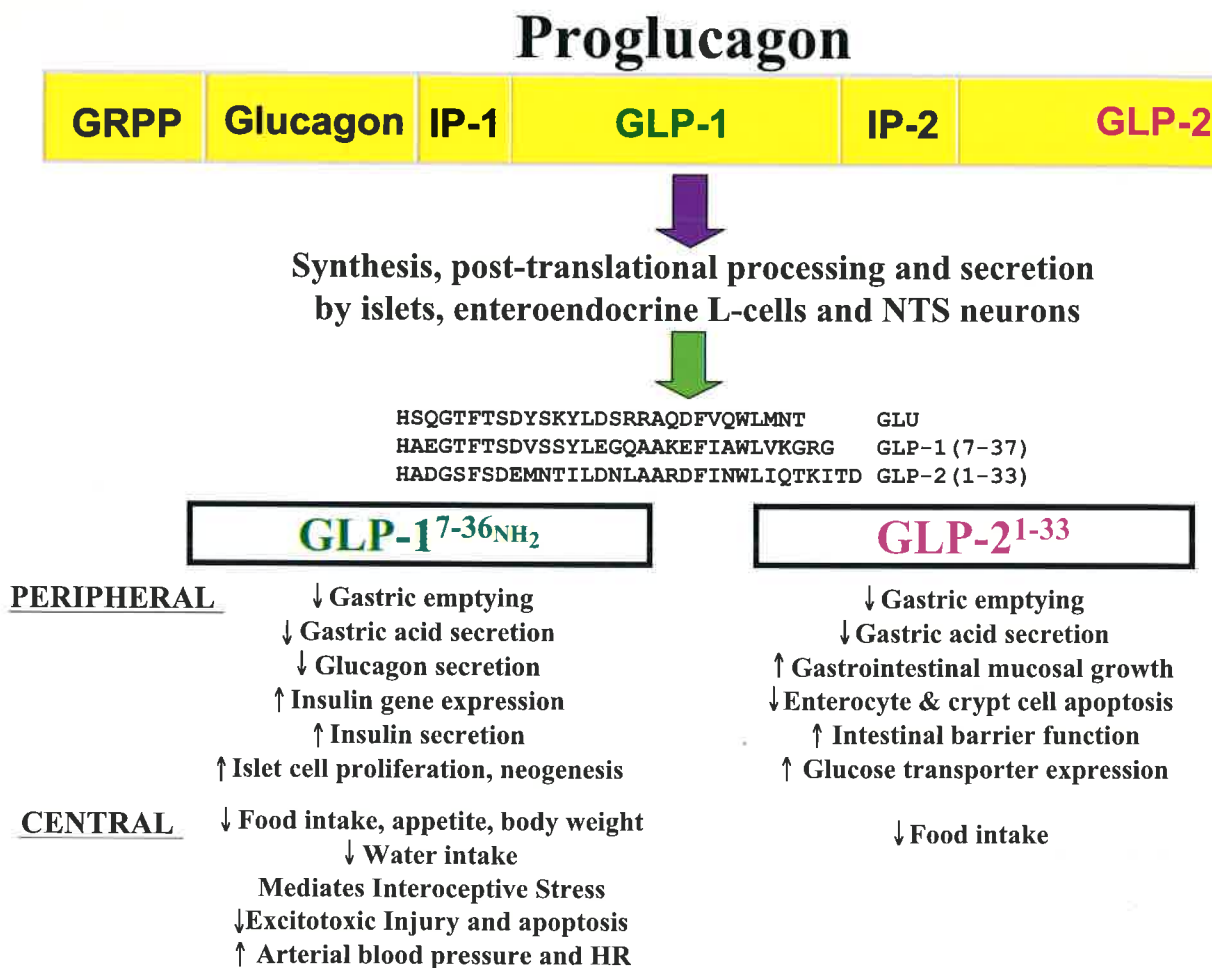 Proglucagon
GRPP Glucagon IP-1 GLP-1 IP-2 GLP-2
Synthesis, post-translational processing and secretion
by islets, enteroendocrine L-cells and NTS neurons
HSQGTFTSDYSKYLDSRRAQDFVQWLMNT GLU
HAEGTFTSDVSSYLEGQAAKEFIAWLVKGRG GLP-1(7-37)
HADGSFSDEMNTILDNLAARDFINWLIQTKITD GLP-2(1-33)
GLP-1 7-36NH2
GLP-2 1-33
PERIPHERAL
↓ Gastric emptying
↓ Gastric acid secretion
↓ Glucagon secretion
↑ Insulin gene expression
↑ Insulin secretion
↑ Islet cell proliferation, neogenesis
↓ Gastric emptying
↓ Gastric acid secretion
↑ Gastrointestinal mucosal growth
↓ Enterocyte & crypt cell apoptosis
↑ Intestinal barrier function
↑ Glucose transporter expression
CENTRAL
↓ Food intake, appetite, body weight
↓ Water intake
Mediates Interoceptive Stress
↓ Excitotoxic Injury and apoptosis
↑ Arterial blood pressure and HR
↓ Food intake